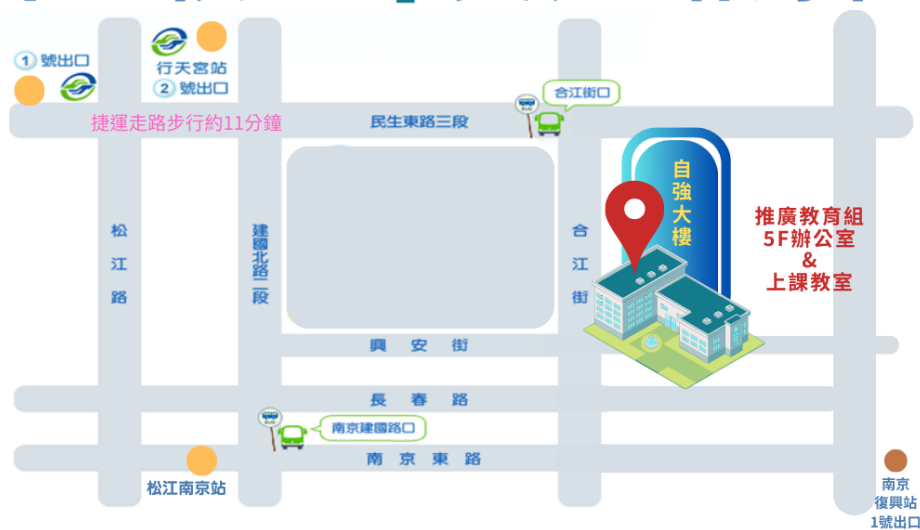 1 號出口
行天宮站
2 號出口
捷運走路步行約11分鐘
民生東路三段
BUS
合江街口
自強大樓
推廣教育組
5F辦公室
&
上課教室
松江路
建國北路二段
合江街
興安街
長春路
BUS
南京建國路口
南京東路
松江南京站
南京
復興站
1號出口